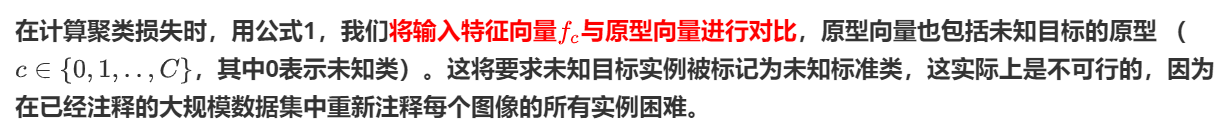 在计算聚类损失时，用公式1，我们将输入特征向量f_c与原型向量进行对比，原型向量也包括未知目标的原型 （
c ∈ {0, 1, . ., C}，其中0表示未知类）。这将要求未知目标实例被标记为未知标准类，这实际上是不可行的，因为
在已经注释的大规模数据集中重新注释每个图像的所有实例困难。